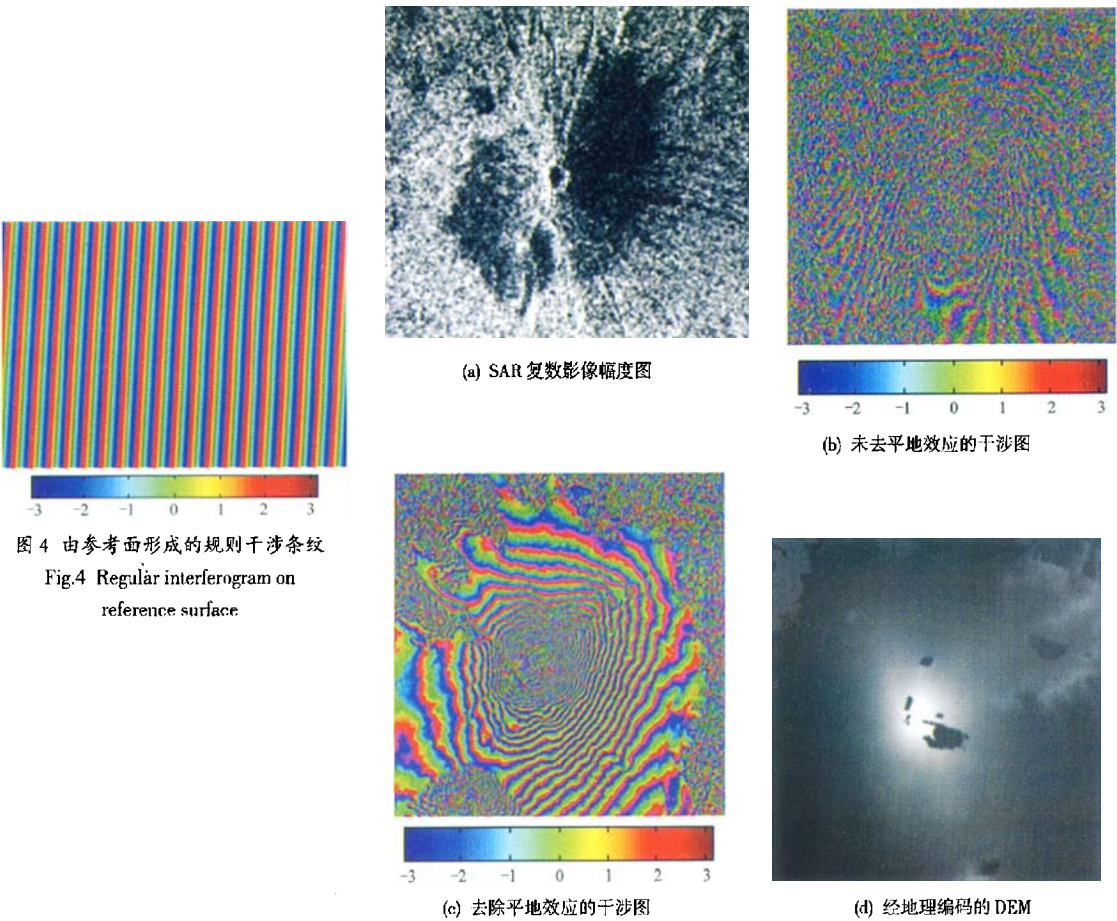 (a) SAR 复数影像幅度图
-3 -2 -1 0 1 2 3
(b) 未去平地效应的干涉图
-3 -2 -1 0 1 2 3
图 4 由参考面形成的规则干涉条纹
Fig.4 Regular interferogram on
reference surface
-3 -2 -1 0 1 2 3
(c) 去除平地效应的干涉图
(d) 经地理编码的DEM